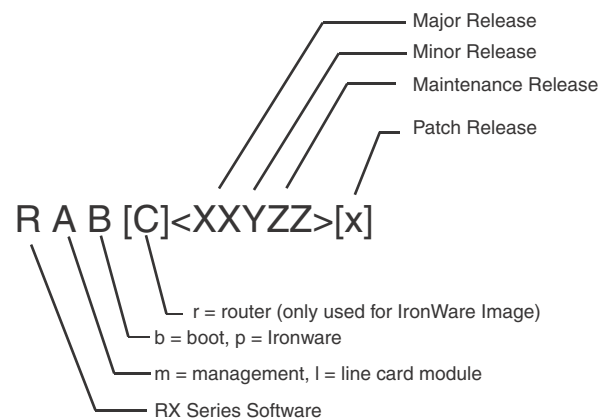 Major Release
Minor Release
Maintenance Release
Patch Release
R A B [C]<XXYZZ>[x]
r = router (only used for IronWare Image)
b = boot, p = Ironware
m = management, l = line card module
RX Series Software